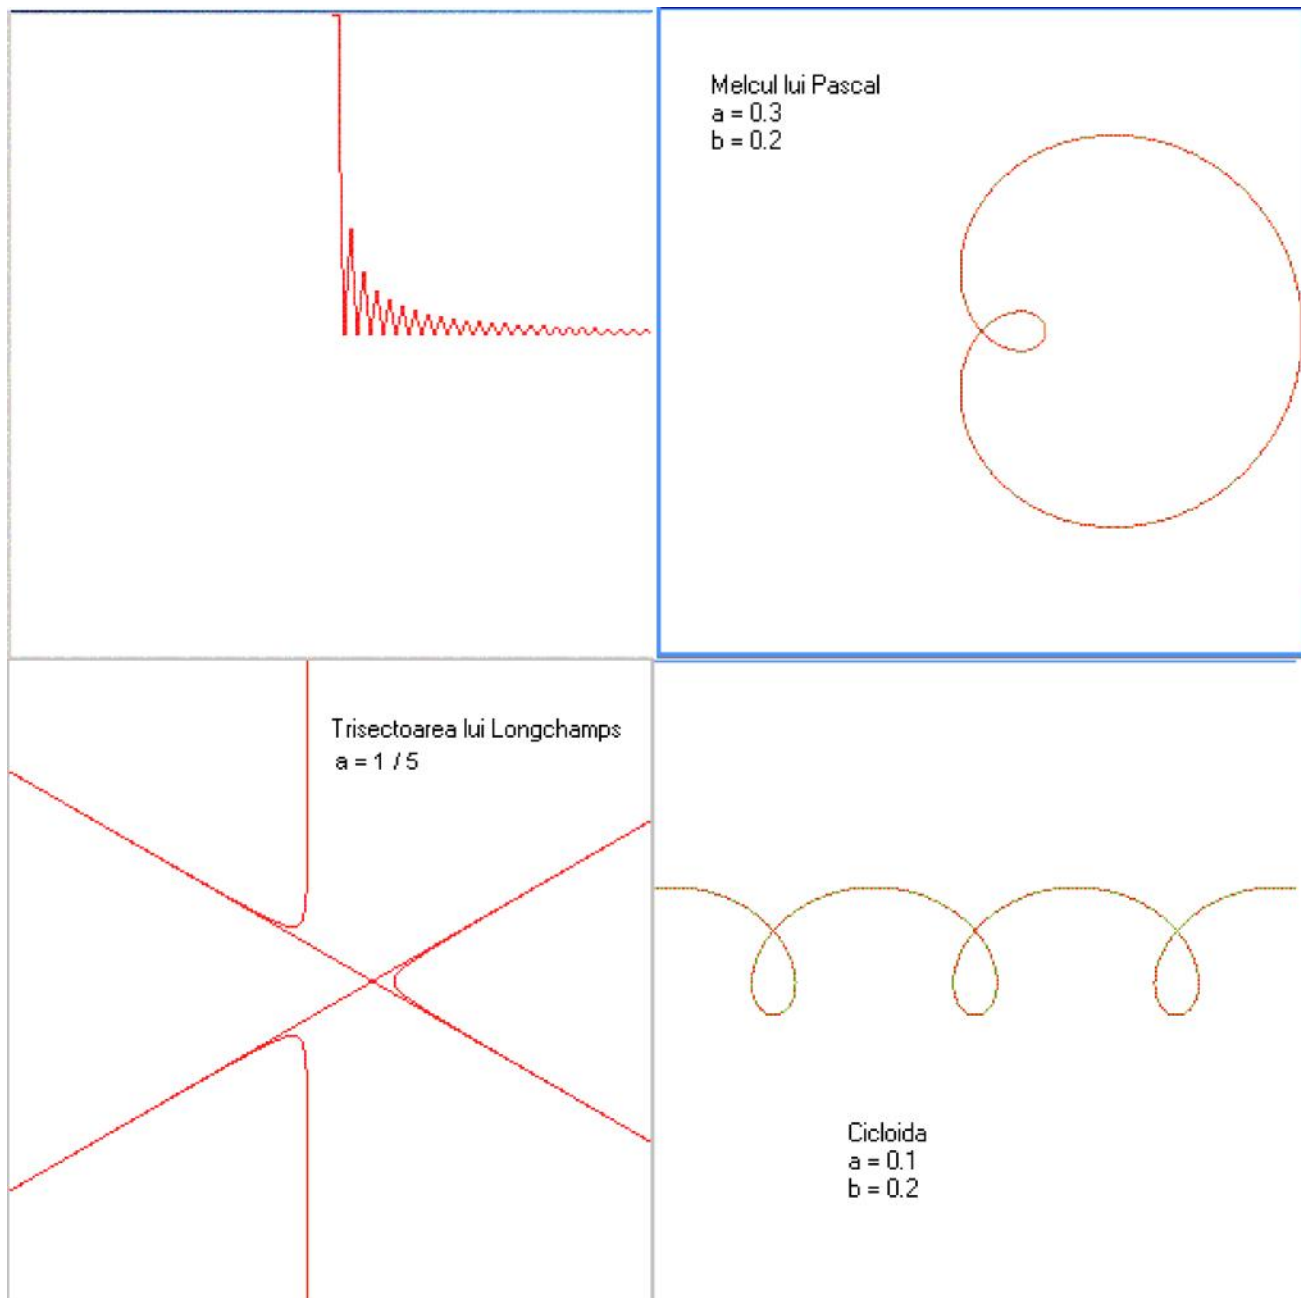 Melcul lui Pascal
a = 0.3
b = 0.2
Trisectoarea lui Longchamps
a = 1 / 5
Cicloida
a = 0.1
b = 0.2